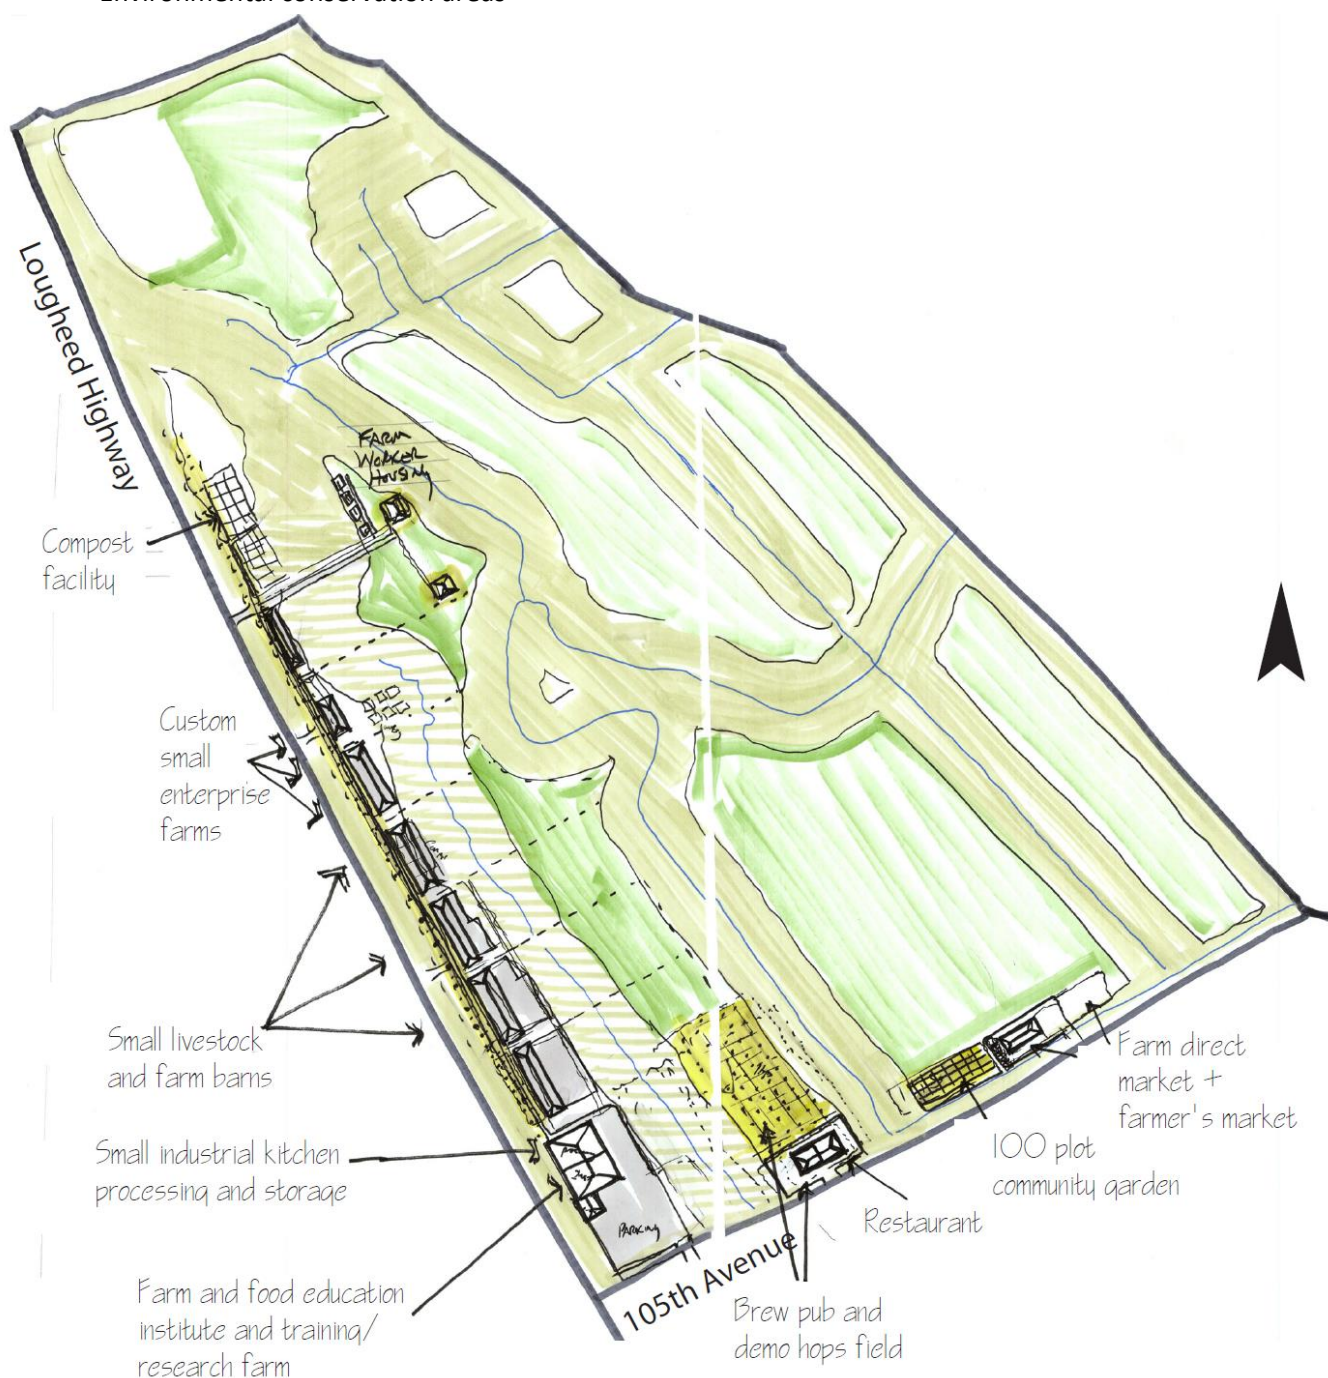 Environmental conservation areas
Lougheed Highway
FARM
WORKER
HOUSING
Compost
facility
Custom
small
enterprise
farms
Small livestock
and farm barns
Small industrial kitchen
processing and storage
Farm and food education
institute and training/
research farm
PARKING
105th Avenue
Brew pub and
demo hops field
Restaurant
100 plot
community garden
Farm direct
market +
farmer's market